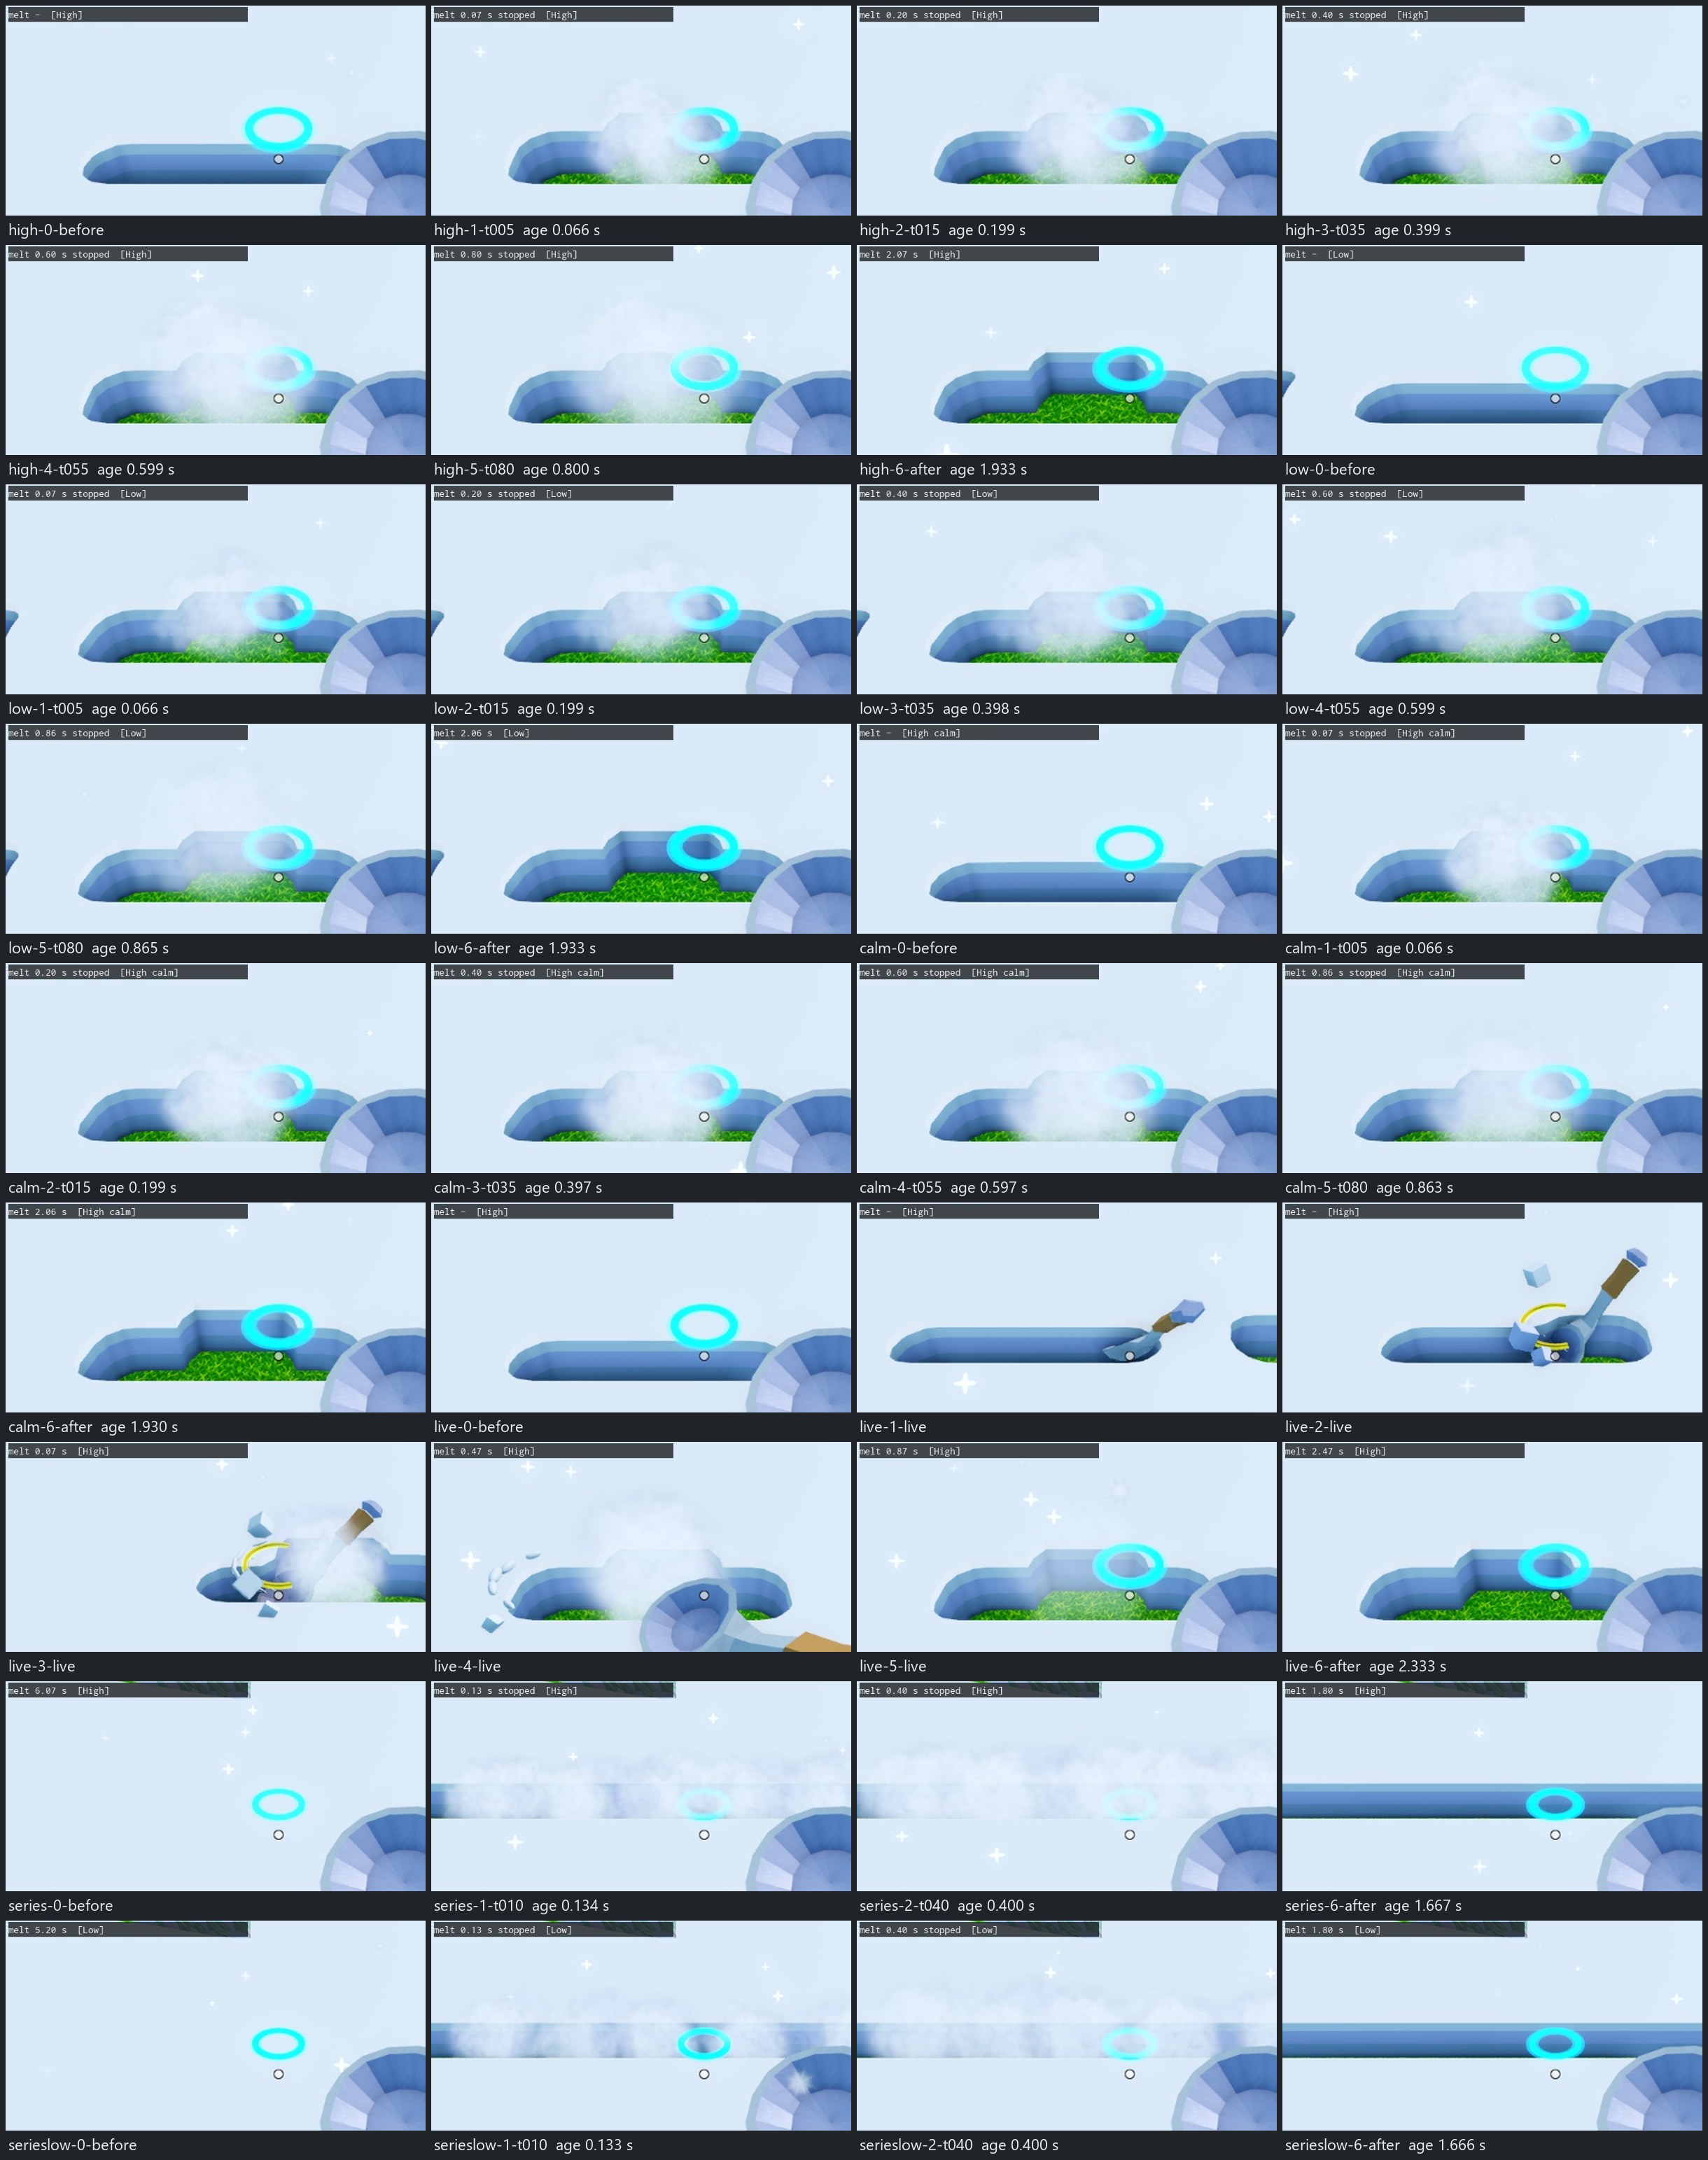 melt -  [High]
melt 0.07 s stopped  [High]
melt 0.20 s stopped  [High]
melt 0.40 s stopped  [High]
high-0-before
high-1-t005  age 0.066 s
high-2-t015  age 0.199 s
high-3-t035  age 0.399 s
melt 0.60 s stopped  [High]
melt 0.80 s stopped  [High]
melt 2.07 s  [High]
melt -  [Low]
high-4-t055  age 0.599 s
high-5-t080  age 0.800 s
high-6-after  age 1.933 s
low-0-before
melt 0.07 s stopped  [Low]
melt 0.20 s stopped  [Low]
melt 0.40 s stopped  [Low]
melt 0.60 s stopped  [Low]
low-1-t005  age 0.066 s
low-2-t015  age 0.199 s
low-3-t035  age 0.398 s
low-4-t055  age 0.599 s
melt 0.86 s stopped  [Low]
melt 2.06 s  [Low]
melt -  [High calm]
melt 0.07 s stopped  [High calm]
low-5-t080  age 0.865 s
low-6-after  age 1.933 s
calm-0-before
calm-1-t005  age 0.066 s
melt 0.20 s stopped  [High calm]
melt 0.40 s stopped  [High calm]
melt 0.60 s stopped  [High calm]
melt 0.86 s stopped  [High calm]
calm-2-t015  age 0.199 s
calm-3-t035  age 0.397 s
calm-4-t055  age 0.597 s
calm-5-t080  age 0.863 s
melt 2.06 s  [High calm]
melt -  [High]
melt -  [High]
melt -  [High]
calm-6-after  age 1.930 s
live-0-before
live-1-live
live-2-live
melt 0.07 s  [High]
melt 0.47 s  [High]
melt 0.87 s  [High]
melt 2.47 s  [High]
live-3-live
live-4-live
live-5-live
live-6-after  age 2.333 s
melt 6.07 s  [High]
melt 0.13 s stopped  [High]
melt 0.40 s stopped  [High]
melt 1.80 s  [High]
series-0-before
series-1-t010  age 0.134 s
series-2-t040  age 0.400 s
series-6-after  age 1.667 s
melt 5.20 s  [Low]
melt 0.13 s stopped  [Low]
melt 0.40 s stopped  [Low]
melt 1.80 s  [Low]
serieslow-0-before
serieslow-1-t010  age 0.133 s
serieslow-2-t040  age 0.400 s
serieslow-6-after  age 1.666 s